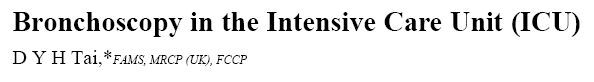 Bronchoscopy in the Intensive Care Unit (ICU)
D Y H Tai,*FAMS, MRCP (UK), FCCP